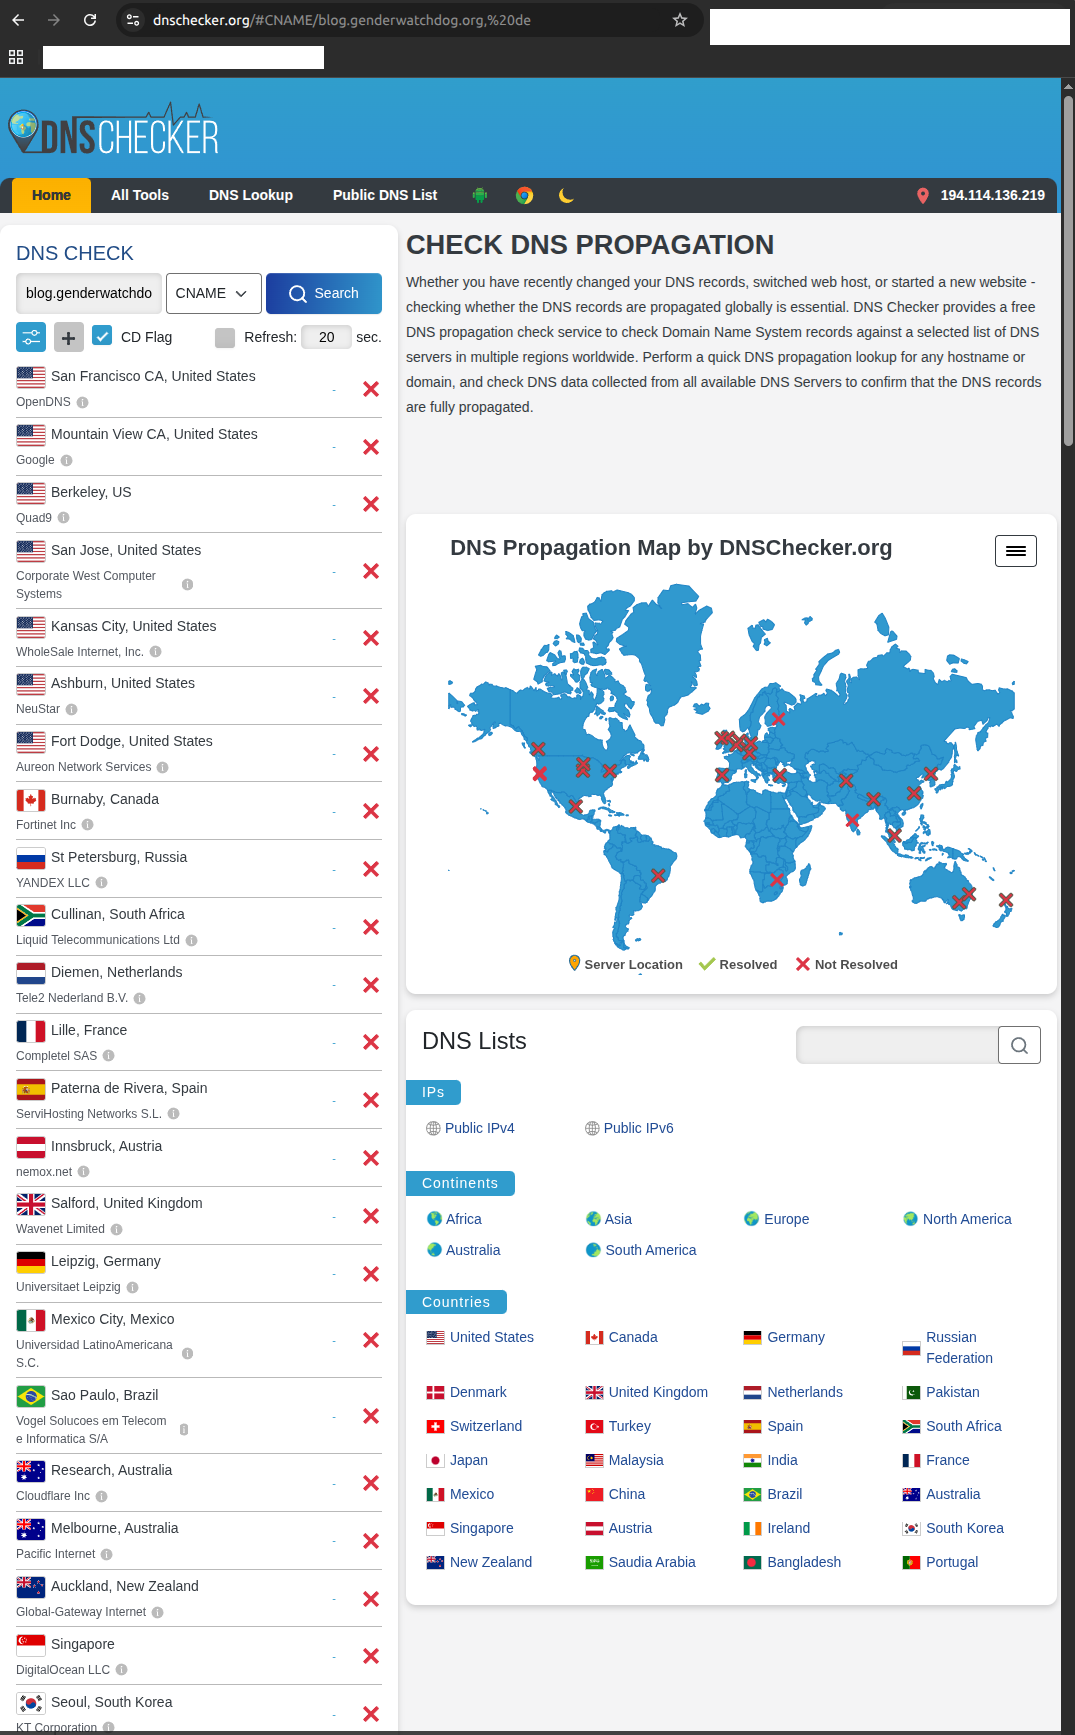 dnschecker.org/#CNAME/blog.genderwatchdog.org,%20de
DNSCHECKER
Home All Tools DNS Lookup Public DNS List 194.114.136.219
DNS CHECK
blog.genderwatchdo CNAME Search
CD Flag Refresh: 20 sec.
San Francisco CA, United States
OpenDNS
-
Mountain View CA, United States
Google
-
Berkeley, US
Quad9
-
San Jose, United States
Corporate West Computer
Systems
-
Kansas City, United States
WholeSale Internet, Inc.
-
Ashburn, United States
NeuStar
-
Fort Dodge, United States
Aureon Network Services
-
Burnaby, Canada
Fortinet Inc
-
St Petersburg, Russia
YANDEX LLC
-
Cullinan, South Africa
Liquid Telecommunications Ltd
-
Diemen, Netherlands
Tele2 Nederland B.V.
-
Lille, France
Completel SAS
-
Paterna de Rivera, Spain
ServiHosting Networks S.L.
-
Innsbruck, Austria
nemox.net
-
Salford, United Kingdom
Wavenet Limited
-
Leipzig, Germany
Universitaet Leipzig
-
Mexico City, Mexico
Universidad LatinoAmericana
S.C.
-
Sao Paulo, Brazil
Vogel Solucoes em Telecom
e Informatica S/A
-
Research, Australia
Cloudflare Inc
-
Melbourne, Australia
Pacific Internet
-
Auckland, New Zealand
Global-Gateway Internet
-
Singapore
DigitalOcean LLC
-
Seoul, South Korea
KT Corporation
-
CHECK DNS PROPAGATION
Whether you have recently changed your DNS records, switched web host, or started a new website -
checking whether the DNS records are propagated globally is essential. DNS Checker provides a free
DNS propagation check service to check Domain Name System records against a selected list of DNS
servers in multiple regions worldwide. Perform a quick DNS propagation lookup for any hostname or
domain, and check DNS data collected from all available DNS Servers to confirm that the DNS records
are fully propagated.
DNS Propagation Map by DNSChecker.org
Server Location Resolved Not Resolved
DNS Lists
IPs
Public IPv4 Public IPv6
Continents
Africa Asia Europe North America
Australia South America
Countries
United States Canada Germany Russian
Federation
Denmark United Kingdom Netherlands Pakistan
Switzerland Turkey Spain South Africa
Japan Malaysia India France
Mexico China Brazil Australia
Singapore Austria Ireland South Korea
New Zealand Saudia Arabia Bangladesh Portugal